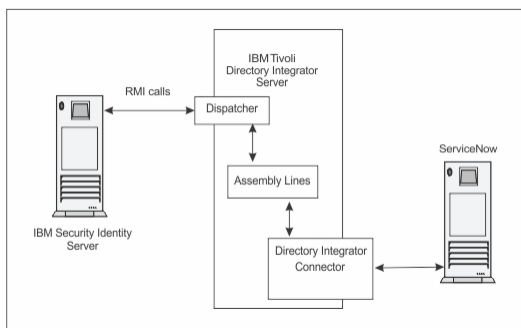 IBM Tivoli
Directory Integrator
Server
RMI calls
Dispatcher
ServiceNow
Assembly Lines
IBM Security Identity
Server
Directory Integrator
Connector